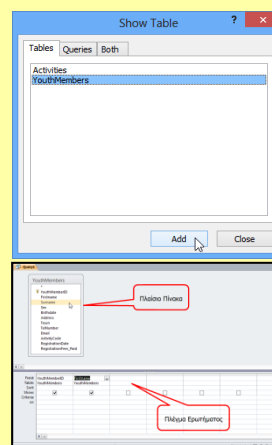 Show Table
?
Tables Queries Both
Activities
YouthMembers
Add Close
YouthMembers
YouthMemberID
Firstname
Surname
Sex
Birthdate
Address
Town
TelNumber
Email
ActivityCode
RegistrationDate
RegistrationFees_Paid
Πλαίσιο Πίνακα
Field: YouthMemberID
Table: YouthMembers YouthMembers
Sort:
Show:
Criteria:
or:
Πλέγμα Ερωτήματος